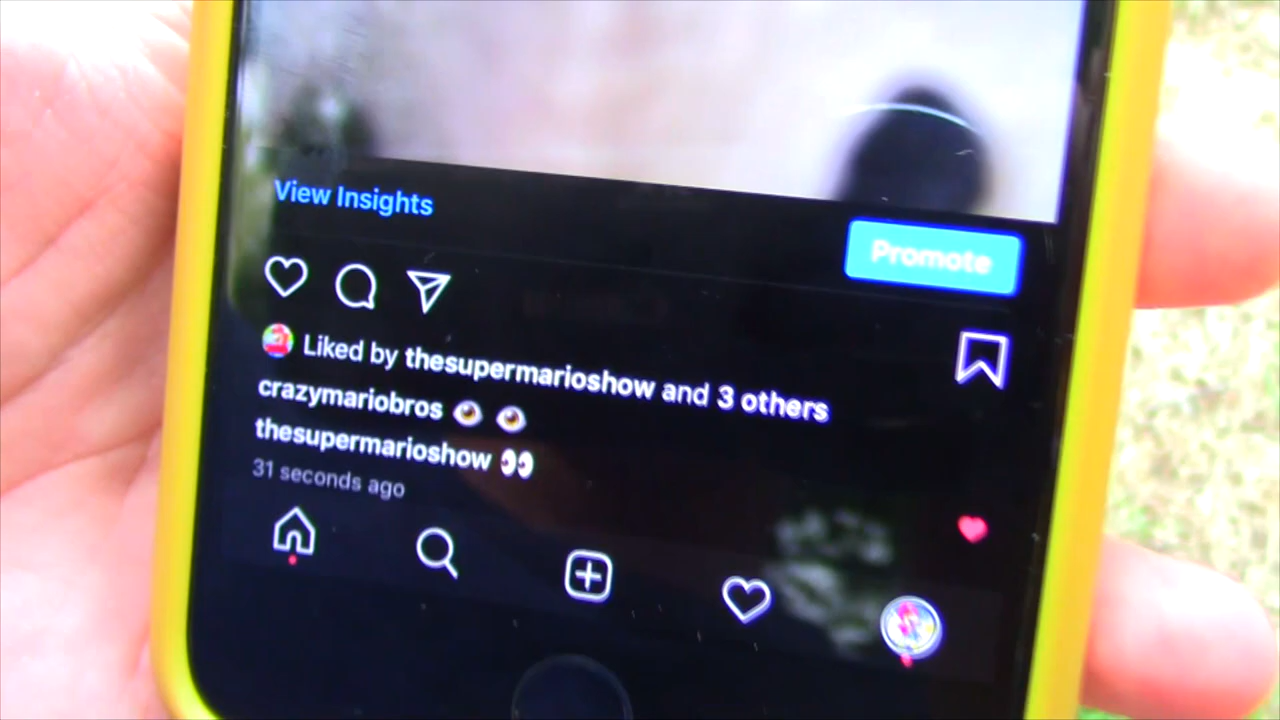 View Insights
Promote
Liked by thesupermarioshow and 3 others
crazymariobros 👁️ 👁️
thesupermarioshow 👀
31 seconds ago